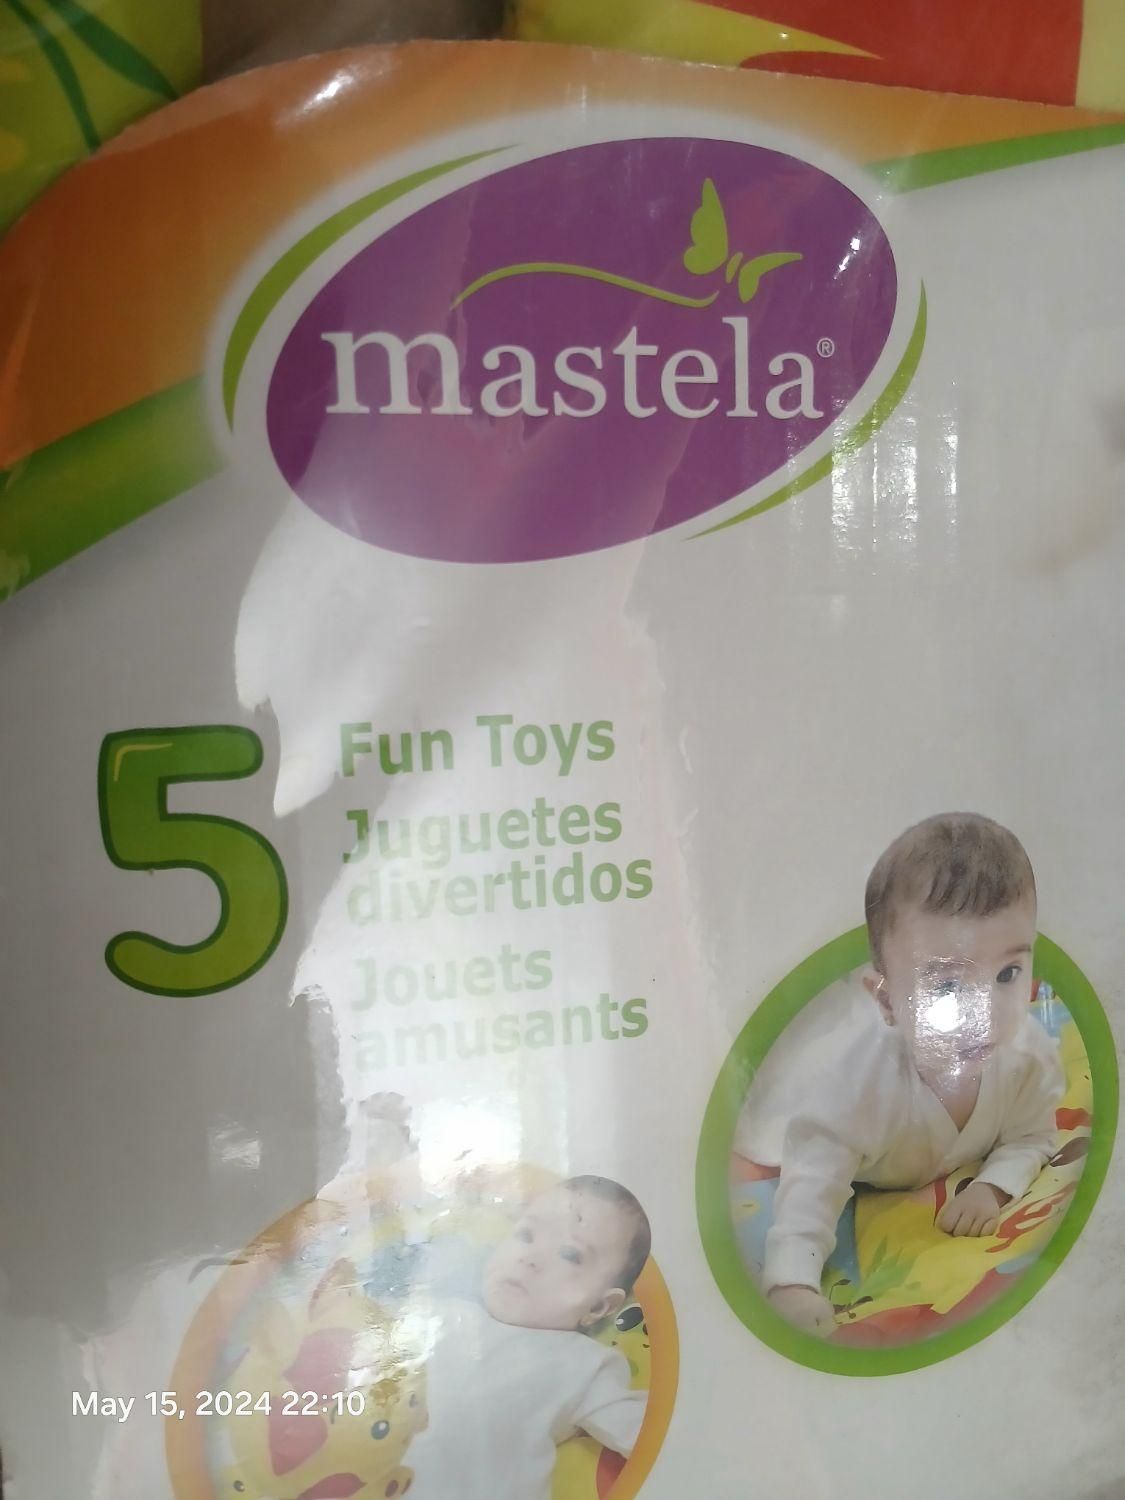 mastela®
5
Fun Toys
Juguetes
divertidos
Jouets
amusants
May 15, 2024 22:10